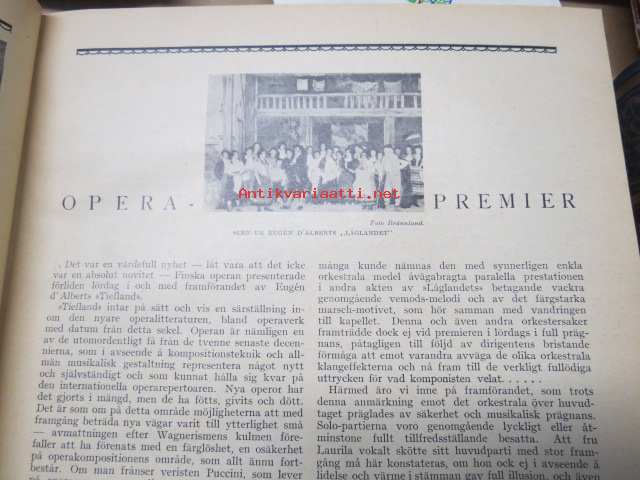 OPERA-PREMIER
Antikvariaatti.net
Foto Brännlund.
SCEN UR EUGEN D'ALBERTS „LÅGLANDET"
Det var en värdefull nyhet — låt vara att det icke
var en absolut novitet — Finska operan presenterade
förliden lördag i och med framförandet av Eugén
d'Alberts »Tiefland».
»Tiefland» intar på sätt och vis en särställning in-
om den nyare operalitteraturen, bland operaverk
med datum från detta sekel. Operan är nämligen en
av de utomordentligt få från de tvenne senaste decen-
nierna, som i avseende å kompositionsteknik och all-
män musikalisk gestaltning representera något nytt
och självständigt och som kunnat hålla sig kvar på
den internationella operarepertoaren. Nya operor har
det gjorts i mängd, men de ha fötts, givits och dött.
Det är som om på detta område möjligheterna att med
framgång beträda nya vägar varit till ytterlighet små
— avmattningen efter Wagnerismens kulmen före-
faller att ha förenats med en färglöshet, en osäkerhet
på operakompositionens område, som allt ännu fort-
består. Om man frånser veristen Puccini, som lever
många kunde nämnas den med synnerligen enkla
orkestrala medel åvägabragta paralella prestationen
i andra akten av »Låglandets» betagande vackra
genomgående vemods-melodi och av det färgstarka
marsch-motivet, som hör samman med vandringen
till kapellet. Denna och även andra orkestersaker
framträdde dock ej vid premieren i lördags i full präg-
nans, påtagligen till följd av dirigentens bristande
förmåga att emot varandra avväga de olika orkestrala
klangeffekterna och nå fram till de verkligt fullödiga
uttrycken för vad komponisten velat. . . . . .
Härmed äro vi inne på framförandet, som trots
denna anmärkning emot det orkestrala över huvud-
taget präglades av säkerhet och musikalisk prägnans.
Solo-partierna voro genomgående lyckligt eller åt-
minstone fullt tillfredsställande besatta. Att fru
Laurila vokalt skötte sitt huvudparti med stor fram-
gång må här konstateras, om hon ock ej i avseende å
lidelse och värme i stämman gav full illusion, och även